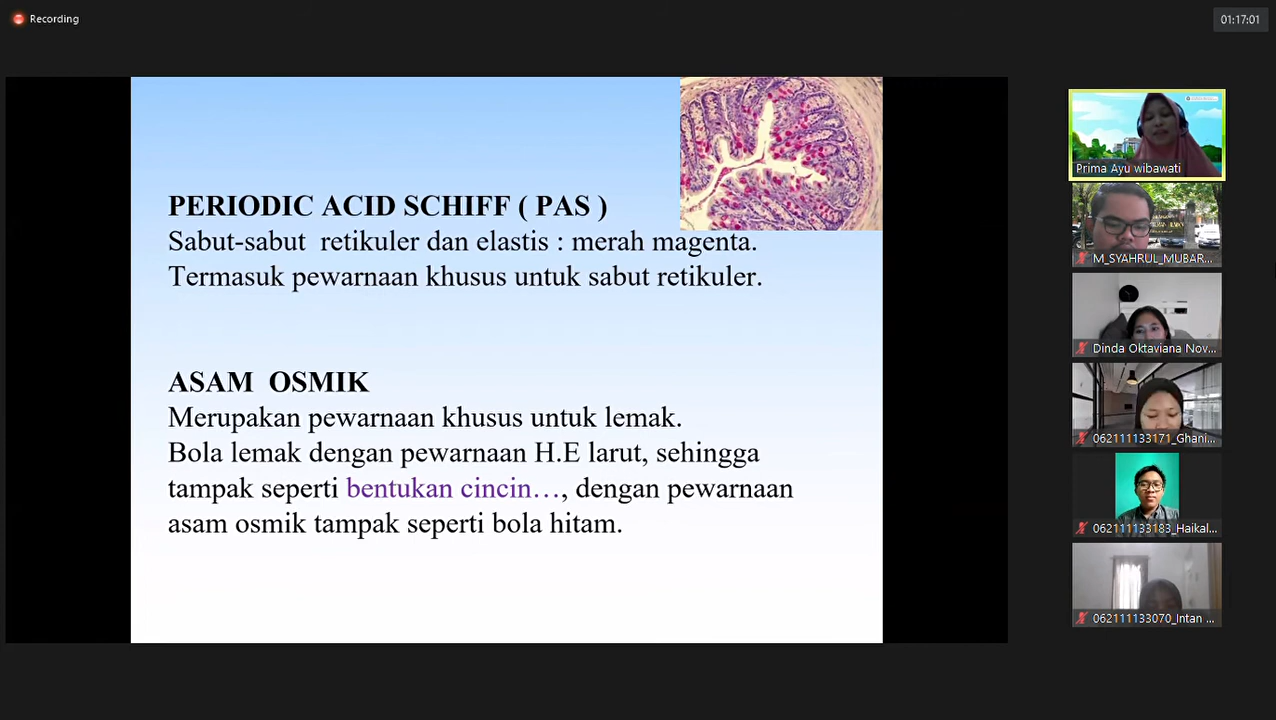 Recording
01:17:01
PERIODIC ACID SCHIFF ( PAS )
Sabut-sabut retikuler dan elastis : merah magenta.
Termasuk pewarnaan khusus untuk sabut retikuler.
ASAM OSMIK
Merupakan pewarnaan khusus untuk lemak.
Bola lemak dengan pewarnaan H.E larut, sehingga
tampak seperti bentukan cincin…, dengan pewarnaan
asam osmik tampak seperti bola hitam.
Prima Ayu wibawati
M_SYAHRUL_MUBAR...
Dinda Oktaviana Nov...
062111133171_Ghani...
062111133183_Haikal...
062111133070_Intan ...